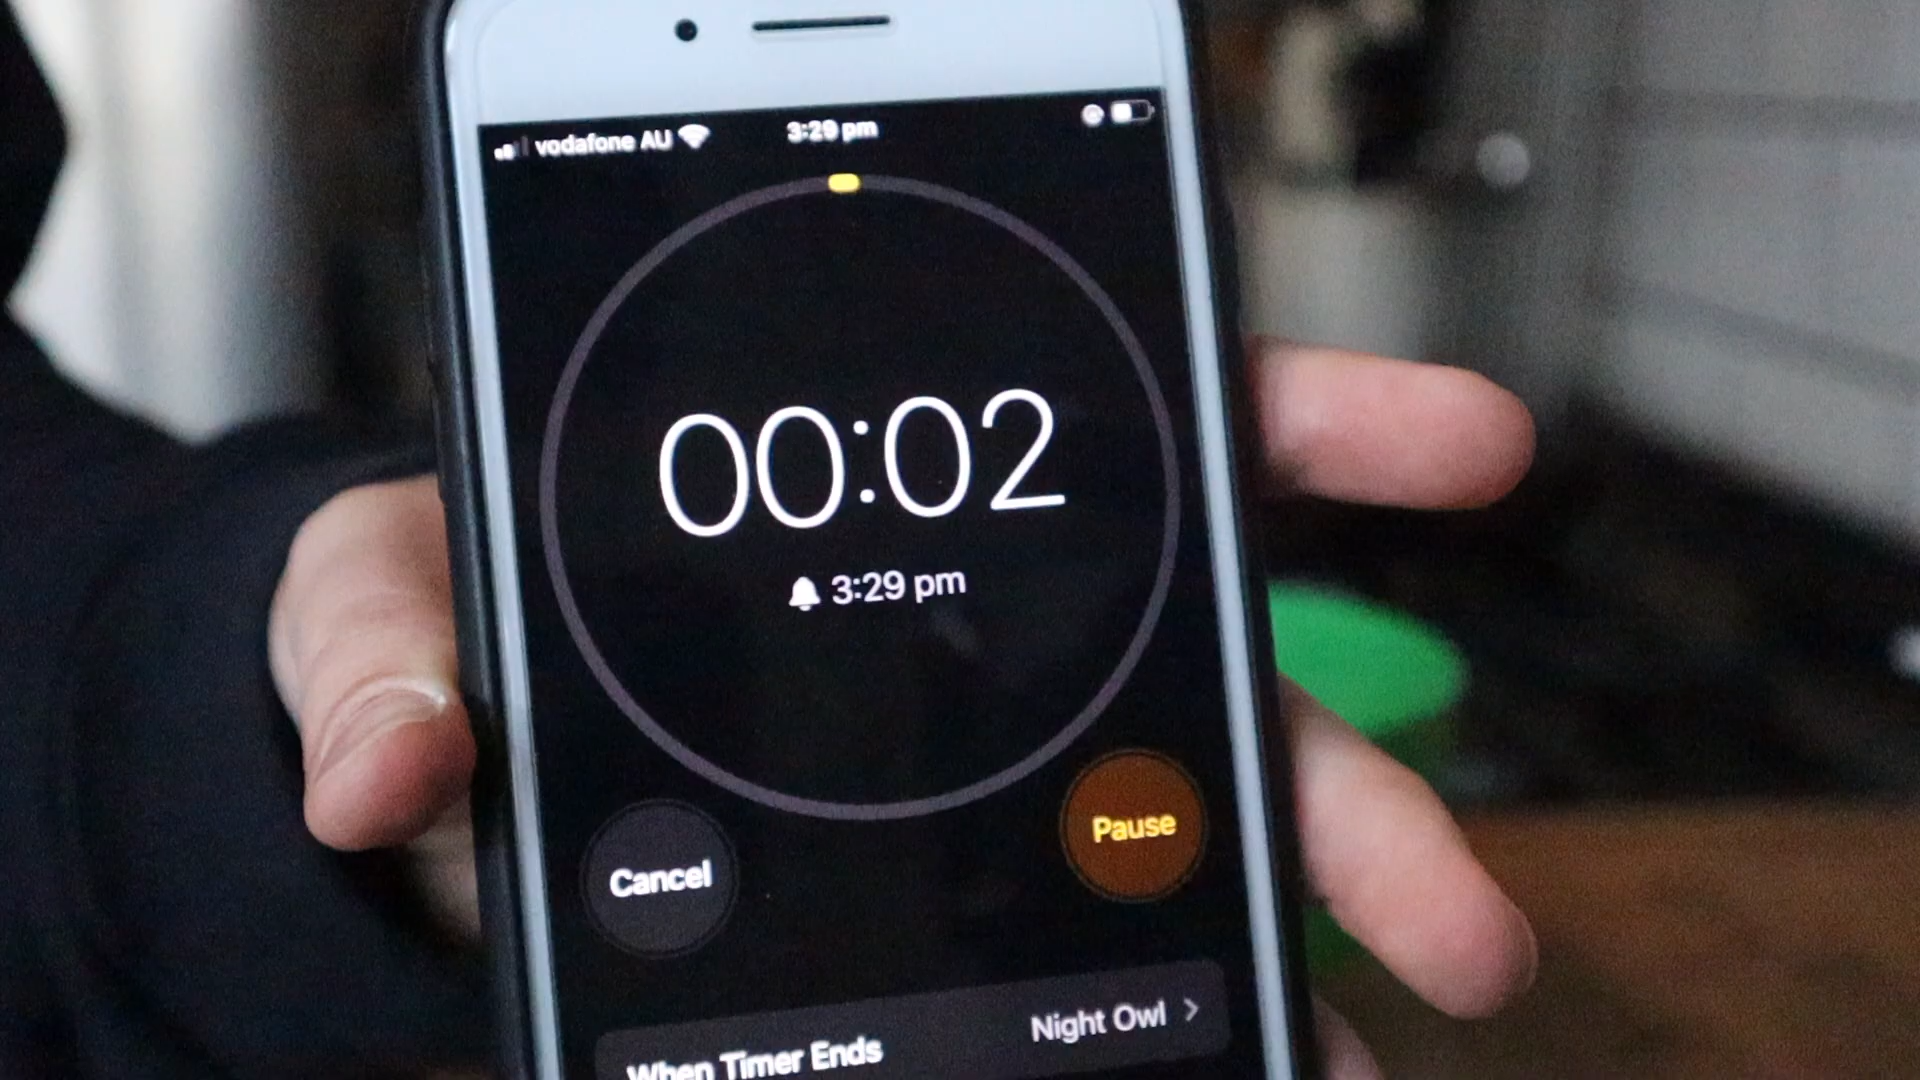 vodafone AU 3:29 pm
00:02
3:29 pm
Cancel
Pause
When Timer Ends Night Owl >